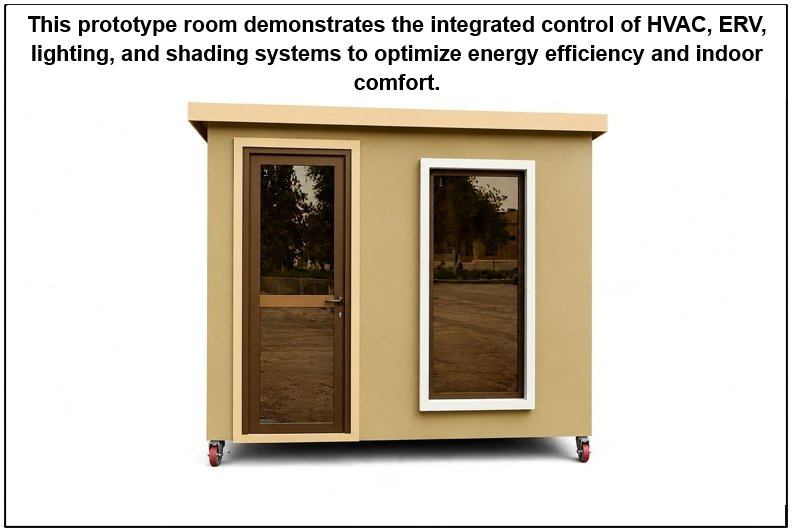 This prototype room demonstrates the integrated control of HVAC, ERV,
lighting, and shading systems to optimize energy efficiency and indoor
comfort.